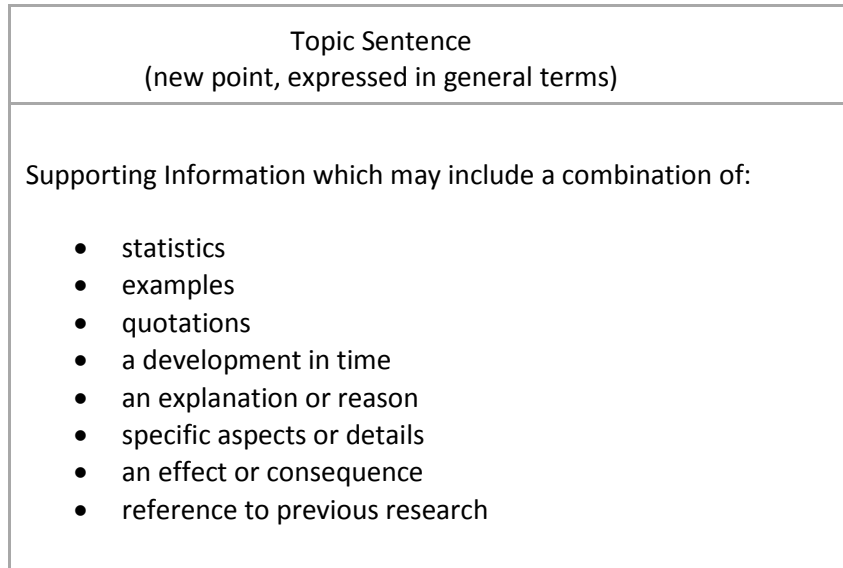 Topic Sentence
(new point, expressed in general terms)
Supporting Information which may include a combination of:
• statistics
• examples
• quotations
• a development in time
• an explanation or reason
• specific aspects or details
• an effect or consequence
• reference to previous research